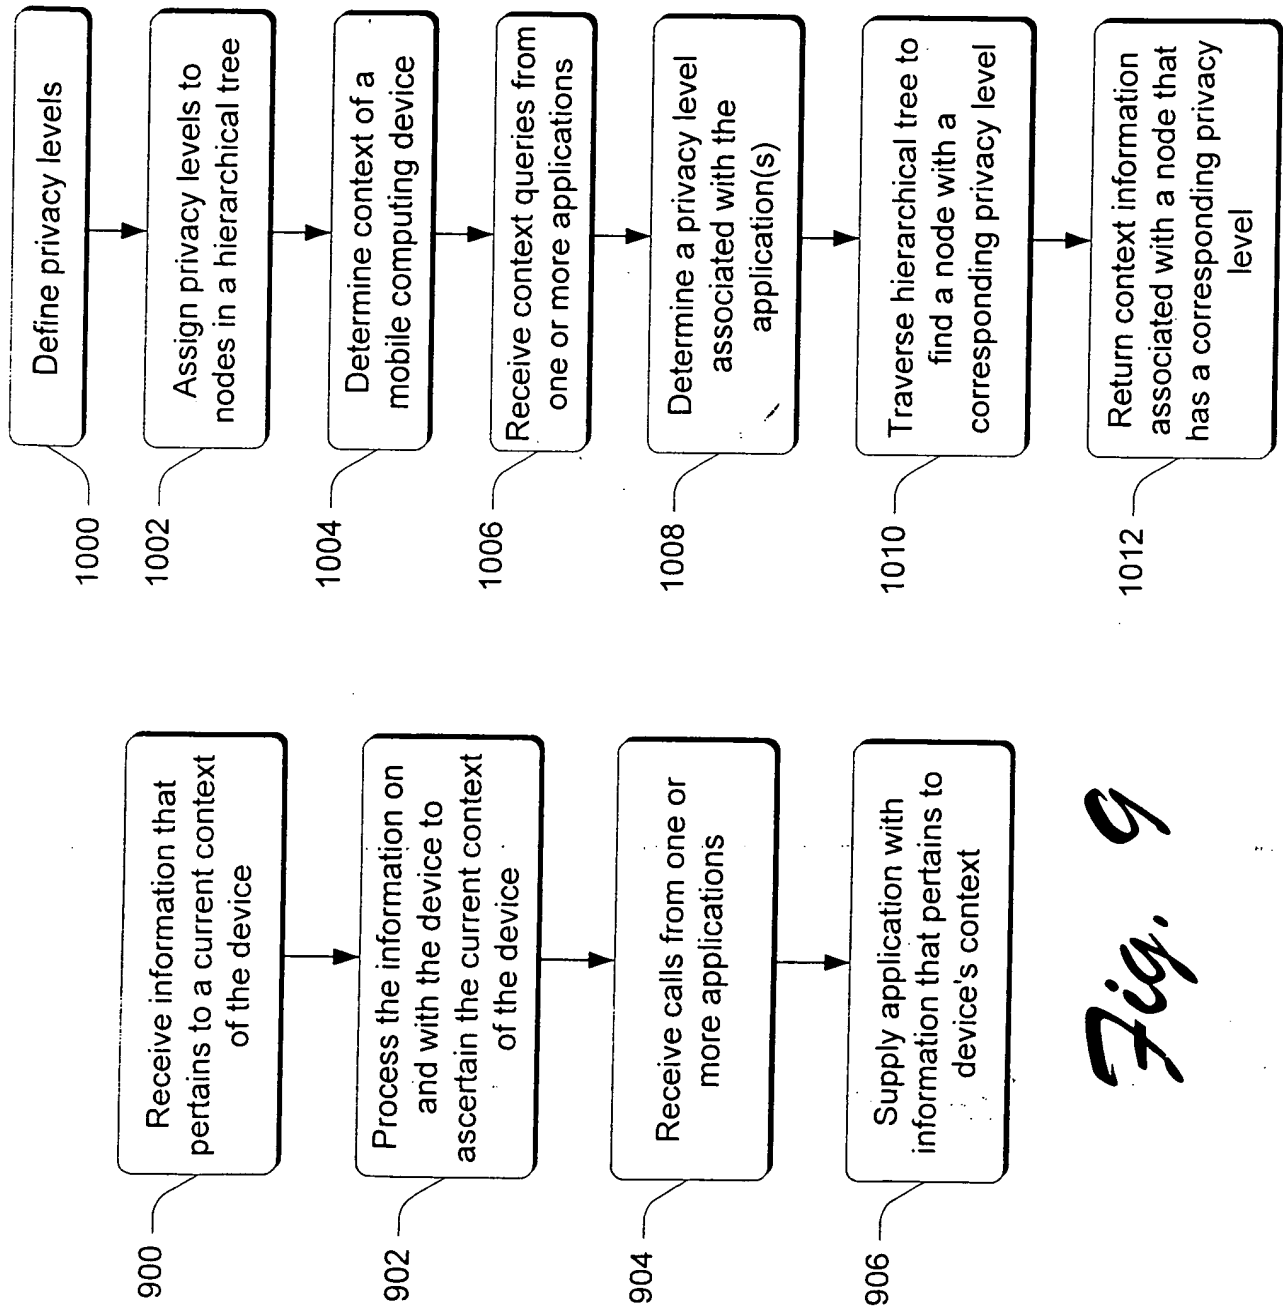 900
Receive information that
pertains to a current context
of the device
902
Process the information on
and with the device to
ascertain the current context
of the device
904
Receive calls from one or
more applications
906
Supply application with
information that pertains to
device's context
Fig. 9
1000
Define privacy levels
1002
Assign privacy levels to
nodes in a hierarchical tree
1004
Determine context of a
mobile computing device
1006
Receive context queries from
one or more applications
1008
Determine a privacy level
associated with the
application(s)
1010
Traverse hierarchical tree to
find a node with a
corresponding privacy level
1012
Return context information
associated with a node that
has a corresponding privacy
level